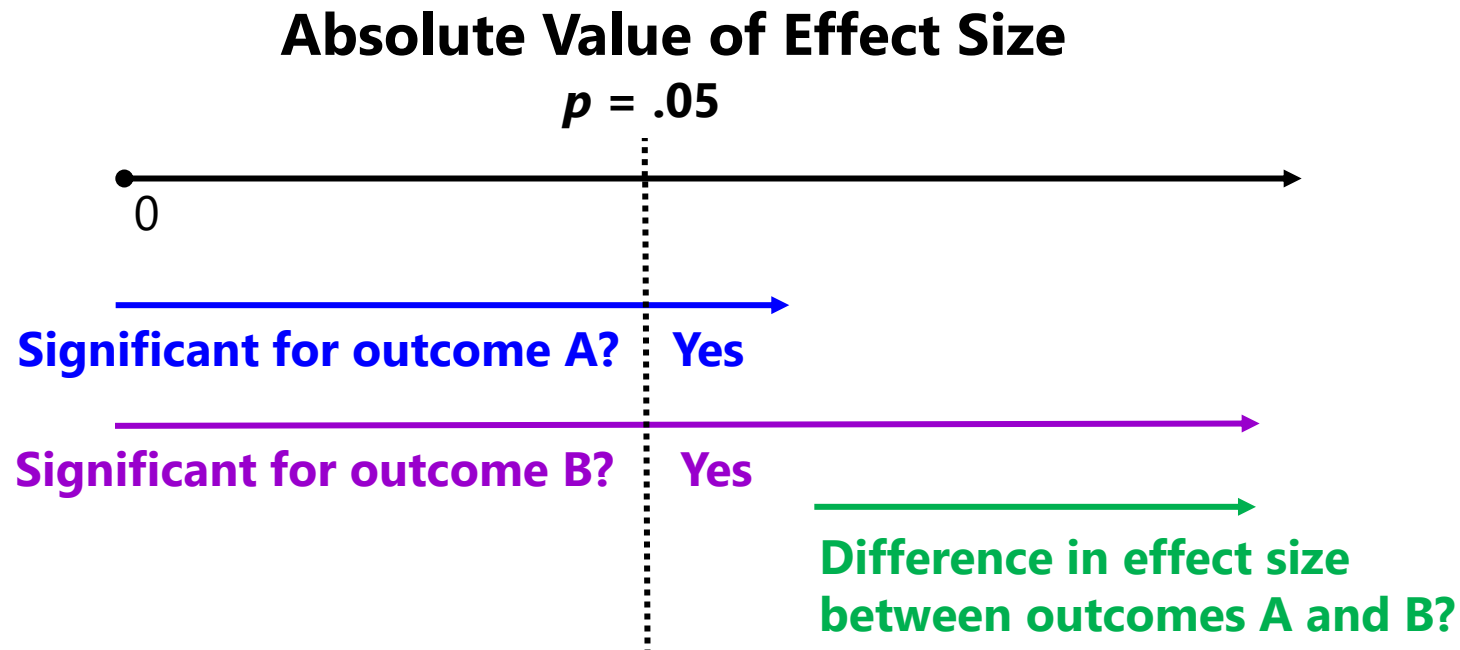 Absolute Value of Effect Size
p = .05
0
Significant for outcome A? Yes
Significant for outcome B? Yes
Difference in effect size
between outcomes A and B?